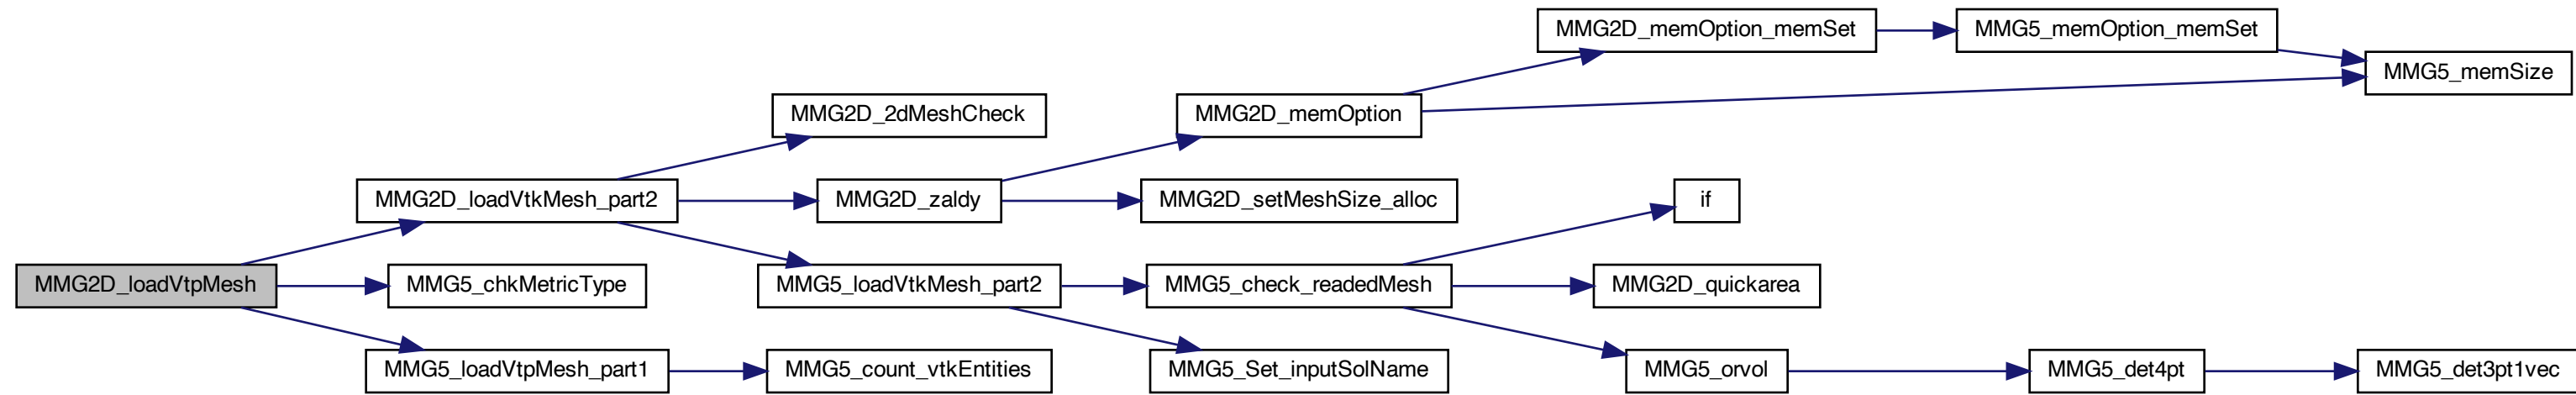 MMG2D_memOption_memSet
MMG5_memOption_memSet
MMG5_memSize
MMG2D_2dMeshCheck
MMG2D_memOption
MMG2D_loadVtkMesh_part2
MMG2D_zaldy
MMG2D_setMeshSize_alloc
if
MMG2D_loadVtpMesh
MMG5_chkMetricType
MMG5_loadVtkMesh_part2
MMG5_check_readedMesh
MMG2D_quickarea
MMG5_loadVtpMesh_part1
MMG5_count_vtkEntities
MMG5_Set_inputSolName
MMG5_orvol
MMG5_det4pt
MMG5_det3pt1vec